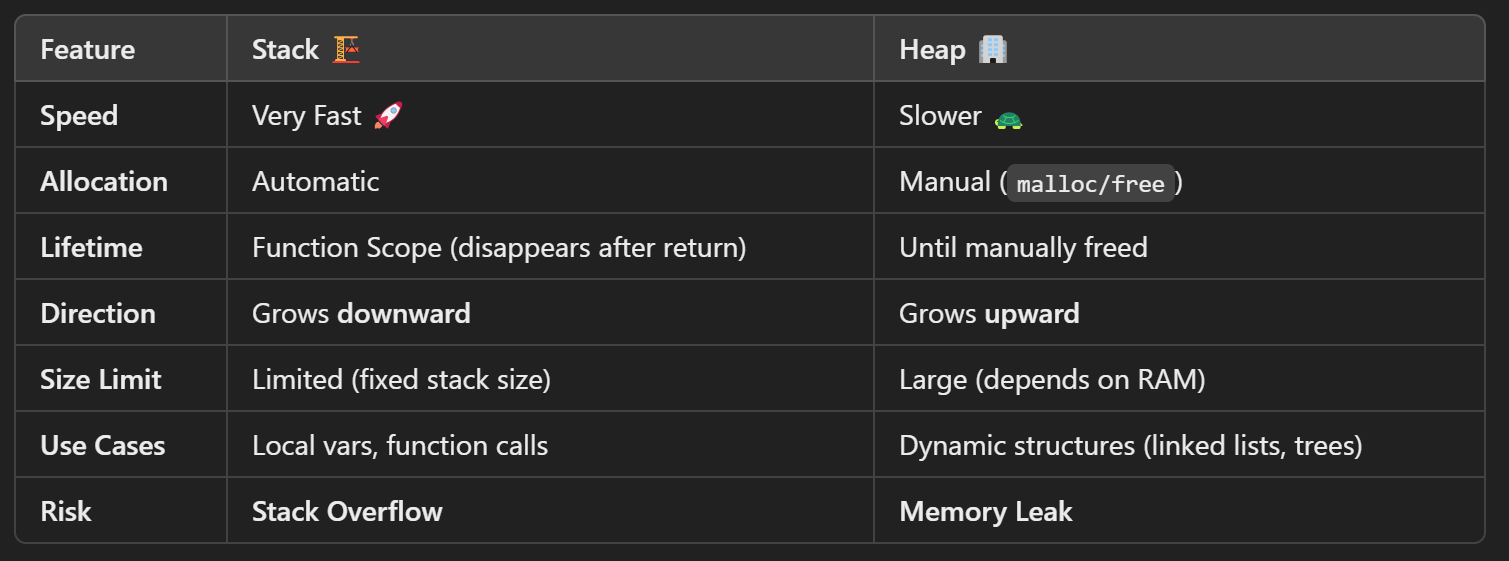 Feature Stack 🏗️ Heap 🏢
Speed Very Fast 🚀 Slower 🐢
Allocation Automatic Manual (malloc/free)
Lifetime Function Scope (disappears after return) Until manually freed
Direction Grows downward Grows upward
Size Limit Limited (fixed stack size) Large (depends on RAM)
Use Cases Local vars, function calls Dynamic structures (linked lists, trees)
Risk Stack Overflow Memory Leak